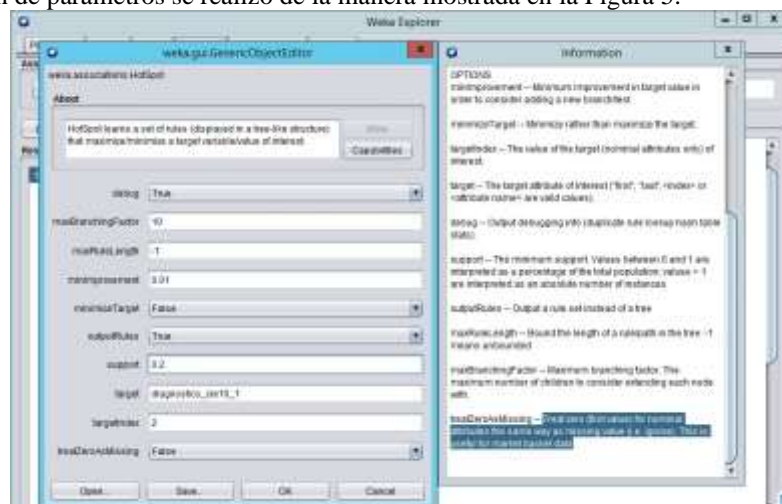 n de parámetros se realizó de la manera mostrada en la Figura 5.
Weka Explorer
weka.gui.GenericObjectEditor
weka.associations.HotSpot
About
HotSpot learns a set of rules (displayed in a tree-like structure)
that maximize/minimize a target variable/value of interest.
Capabilities
debug True
maxBranchingFactor 10
maxRuleLength -1
minImprovement 0.01
minimizeTarget False
outputRules True
support
target diagnostico_cie10_1
targetIndex 2
treatZeroAsMissing False
Open...
Save...
OK
Cancel
Information
OPTIONS
minImprovement -- Minimum improvement in target value in
order to consider adding a new branch/test
minimizeTarget -- Minimize rather than maximize the target.
targetIndex -- The value of the target (nominal attributes only) of
interest.
target -- The target attribute of interest ('first', 'last', <index> or
<attribute name> are valid values).
debug -- Output debugging info (duplicate rule lookup hash table
stats).
support -- The minimum support. Values between 0 and 1 are
interpreted as a percentage of the total population; values > 1
are interpreted as an absolute number of instances
outputRules -- Output a rule set instead of a tree
maxRuleLength -- Bound the length of a rule/path in the tree. -1
means unbounded
maxBranchingFactor -- Maximum branching factor. The
maximum number of children to consider extending each node
with.
treatZeroAsMissing -- Treat zero (first value) for nominal
attributes the same way as missing value (i.e. ignore). This is
useful for market basket data